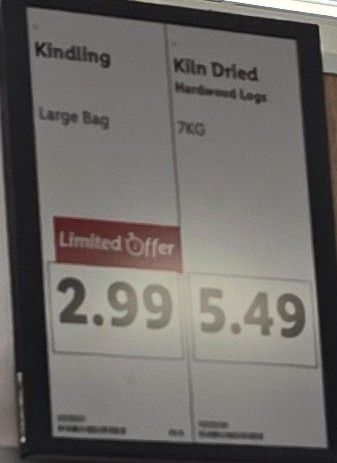 Kindling
Large Bag
Limited Offer
2.99
Kiln Dried
Hardwood Logs
7KG
5.49